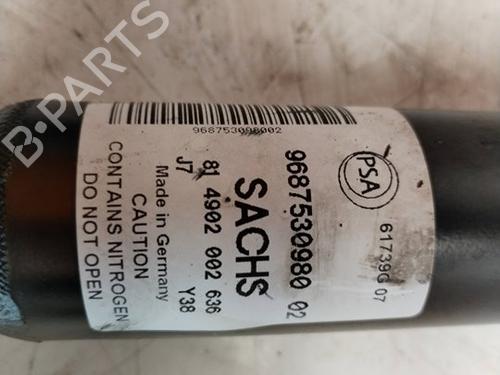 B-PARTS
968753098002
PSA
61739G 07
9687530980 02
SACHS
81 4902 002 636
Made in Germany Y38
J7
CAUTION
CONTAINS NITROGEN
DO NOT OPEN